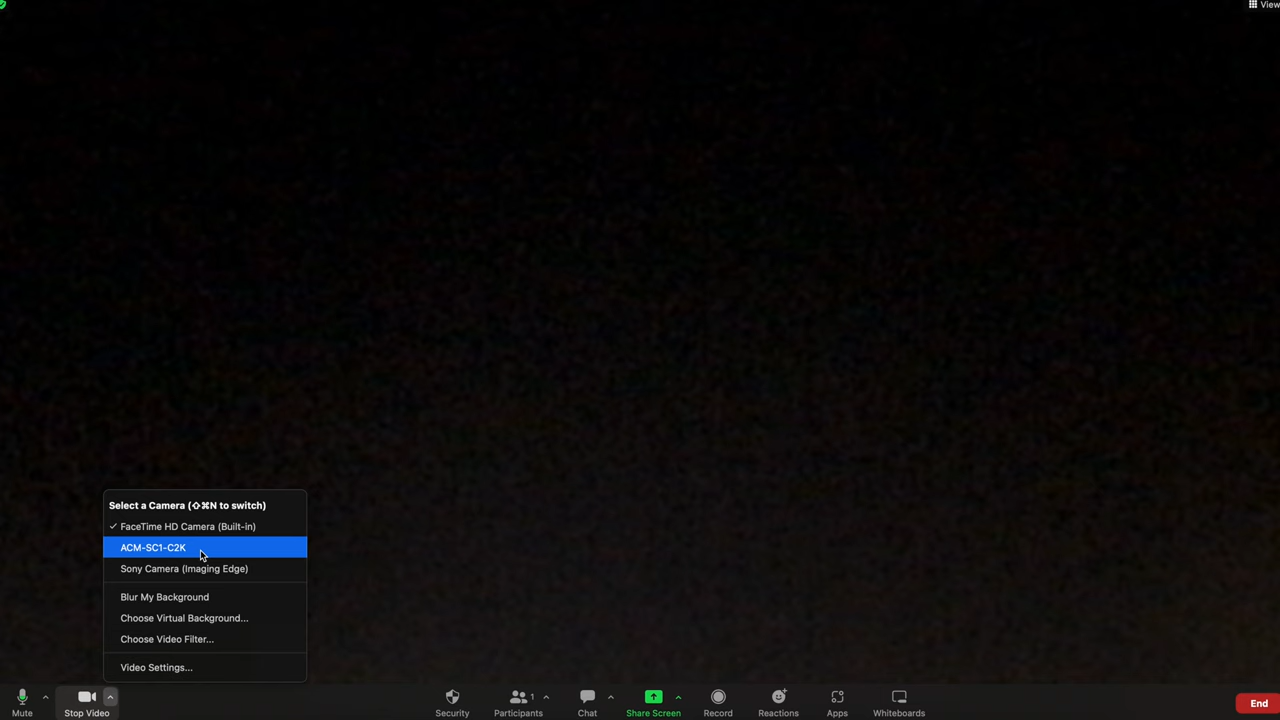 View
Select a Camera (⇧⌘N to switch)
✓ FaceTime HD Camera (Built-in)
ACM-SC1-C2K
Sony Camera (Imaging Edge)
Blur My Background
Choose Virtual Background...
Choose Video Filter...
Video Settings...
Mute
Stop Video
Security
Participants
1
Chat
Share Screen
Record
Reactions
Apps
Whiteboards
End